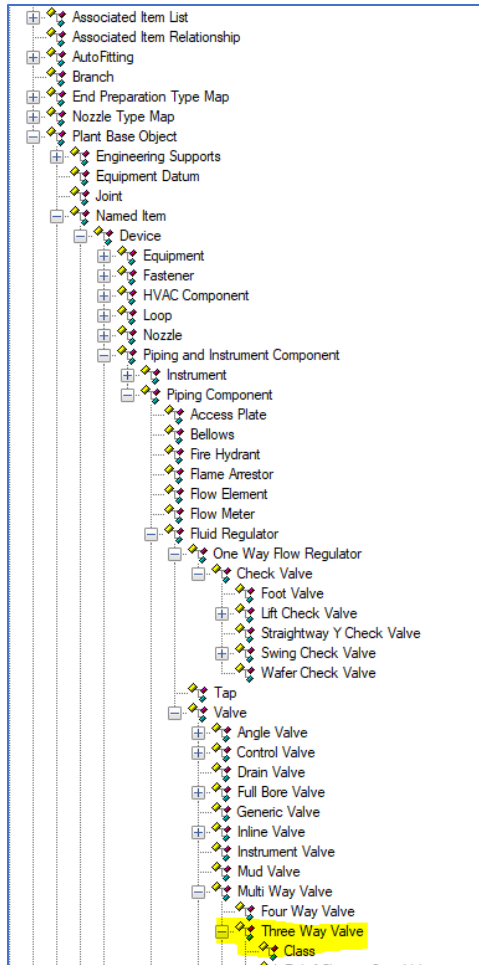 Associated Item List
Associated Item Relationship
AutoFitting
Branch
End Preparation Type Map
Nozzle Type Map
Plant Base Object
Engineering Supports
Equipment Datum
Joint
Named Item
Device
Equipment
Fastener
HVAC Component
Loop
Nozzle
Piping and Instrument Component
Instrument
Piping Component
Access Plate
Bellows
Fire Hydrant
Flame Arrestor
Flow Element
Flow Meter
Fluid Regulator
One Way Flow Regulator
Check Valve
Foot Valve
Lift Check Valve
Straightway Y Check Valve
Swing Check Valve
Wafer Check Valve
Tap
Valve
Angle Valve
Control Valve
Drain Valve
Full Bore Valve
Generic Valve
Inline Valve
Instrument Valve
Mud Valve
Multi Way Valve
Four Way Valve
Three Way Valve
Class